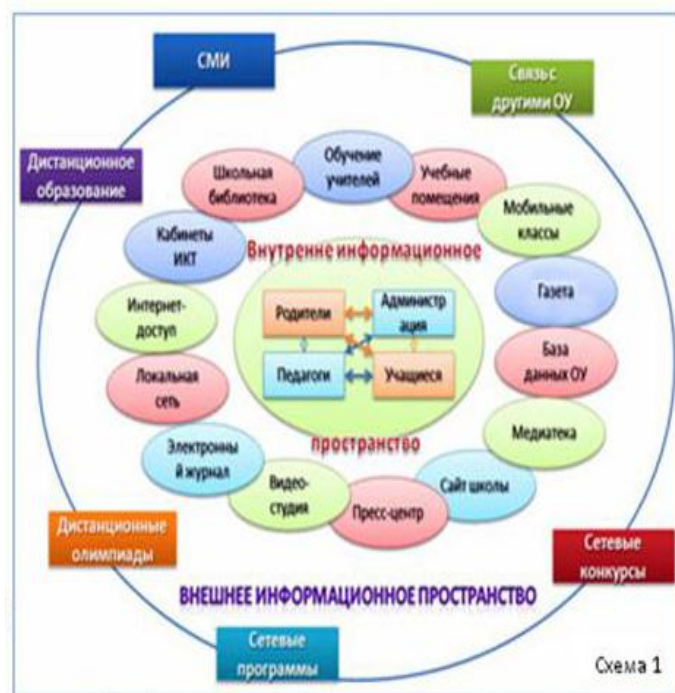 СМИ
Связь с
другими ОУ
Дистанционное
образование
Обучение
учителей
Школьная
библиотека
Учебные
помещения
Мобильные
классы
Кабинеты
ИКТ
Внутренне информационное
Газета
Интернет-
доступ
Родители
Администр
ация
База
данных ОУ
Локальная
сеть
Педагоги
Учащиеся
Медиатека
пространство
Электронны
й журнал
Видео-
студия
Пресс-центр
Сайт школы
Дистанционные
олимпиады
Сетевые
конкурсы
ВНЕШНЕЕ ИНФОРМАЦИОННОЕ ПРОСТРАНСТВО
Сетевые
программы
Схема 1